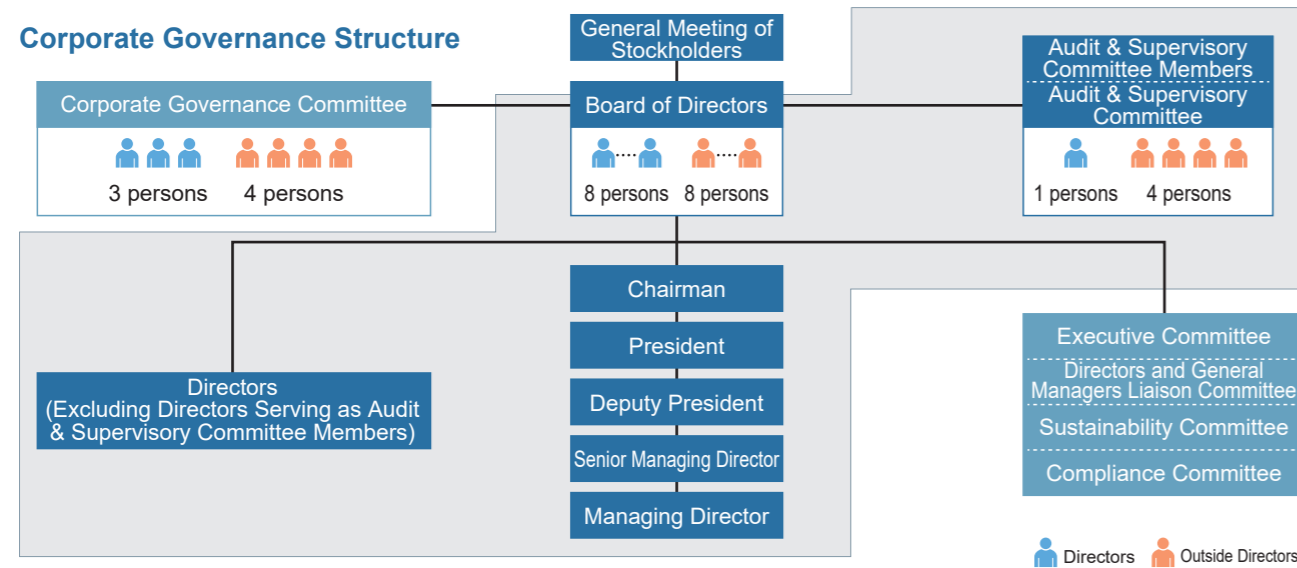 Corporate Governance Structure
General Meeting of
Stockholders
Corporate Governance Committee
3 persons 4 persons
Board of Directors
8 persons 8 persons
Audit & Supervisory
Committee Members
Audit & Supervisory
Committee
1 persons 4 persons
Chairman
President
Deputy President
Senior Managing Director
Managing Director
Directors
(Excluding Directors Serving as Audit
& Supervisory Committee Members)
Executive Committee
Directors and General
Managers Liaison Committee
Sustainability Committee
Compliance Committee
Directors Outside Directors